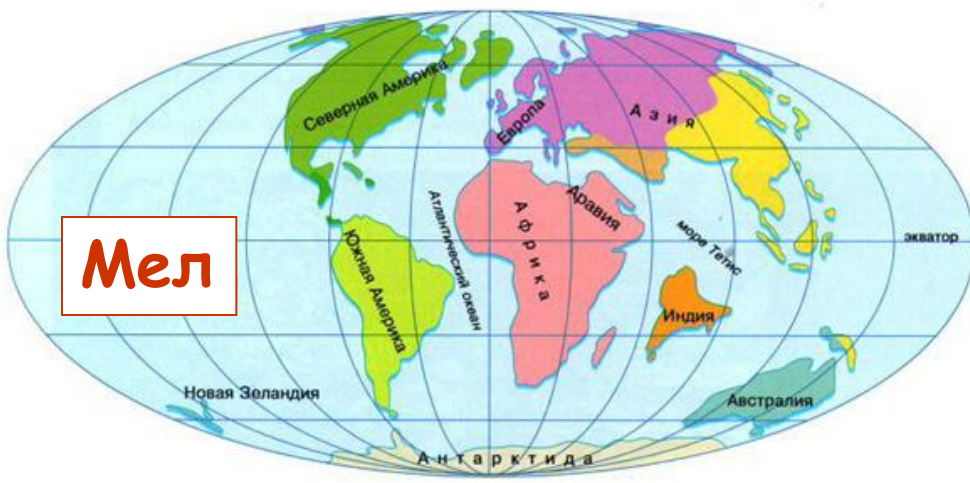 Северная Америка
Европа
Азия
Аравия
Африка
Атлантический океан
море Тетис
экватор
Мел
Южная Америка
Индия
Новая Зеландия
Австралия
Антарктида